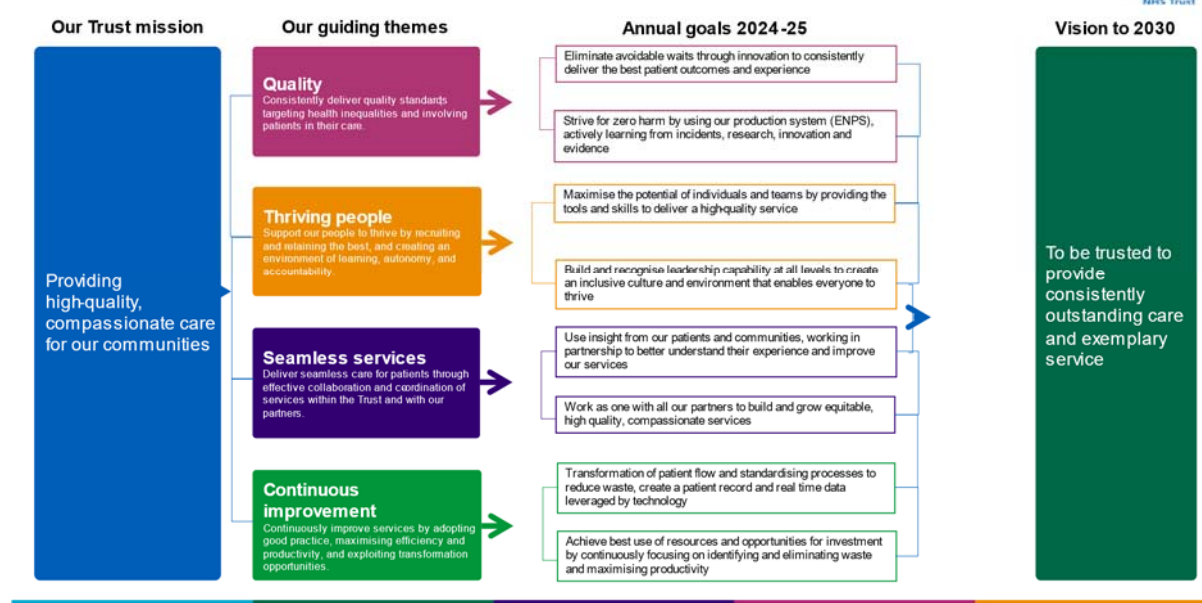 NHS Trust
Our Trust mission
Our guiding themes
Annual goals 2024-25
Vision to 2030
Providing
high-quality,
compassionate care
for our communities
Quality
Consistently deliver quality standards
targeting health inequalities and involving
patients in their care.
Thriving people
Support our people to thrive by recruiting
and retaining the best, and creating an
environment of learning, autonomy, and
accountability.
Seamless services
Deliver seamless care for patients through
effective collaboration and coordination of
services within the Trust and with our
partners.
Continuous
improvement
Continuously improve services by adopting
good practice, maximising efficiency and
productivity, and exploiting transformation
opportunities.
Eliminate avoidable waits through innovation to consistently
deliver the best patient outcomes and experience
Strive for zero harm by using our production system (ENPS),
actively learning from incidents, research, innovation and
evidence
Maximise the potential of individuals and teams by providing the
tools and skills to deliver a high-quality service
Build and recognise leadership capability at all levels to create
an inclusive culture and environment that enables everyone to
thrive
Use insight from our patients and communities, working in
partnership to better understand their experience and improve
our services
Work as one with all our partners to build and grow equitable,
high quality, compassionate services
Transformation of patient flow and standardising processes to
reduce waste, create a patient record and real time data
leveraged by technology
Achieve best use of resources and opportunities for investment
by continuously focusing on identifying and eliminating waste
and maximising productivity
To be trusted to
provide
consistently
outstanding care
and exemplary
service